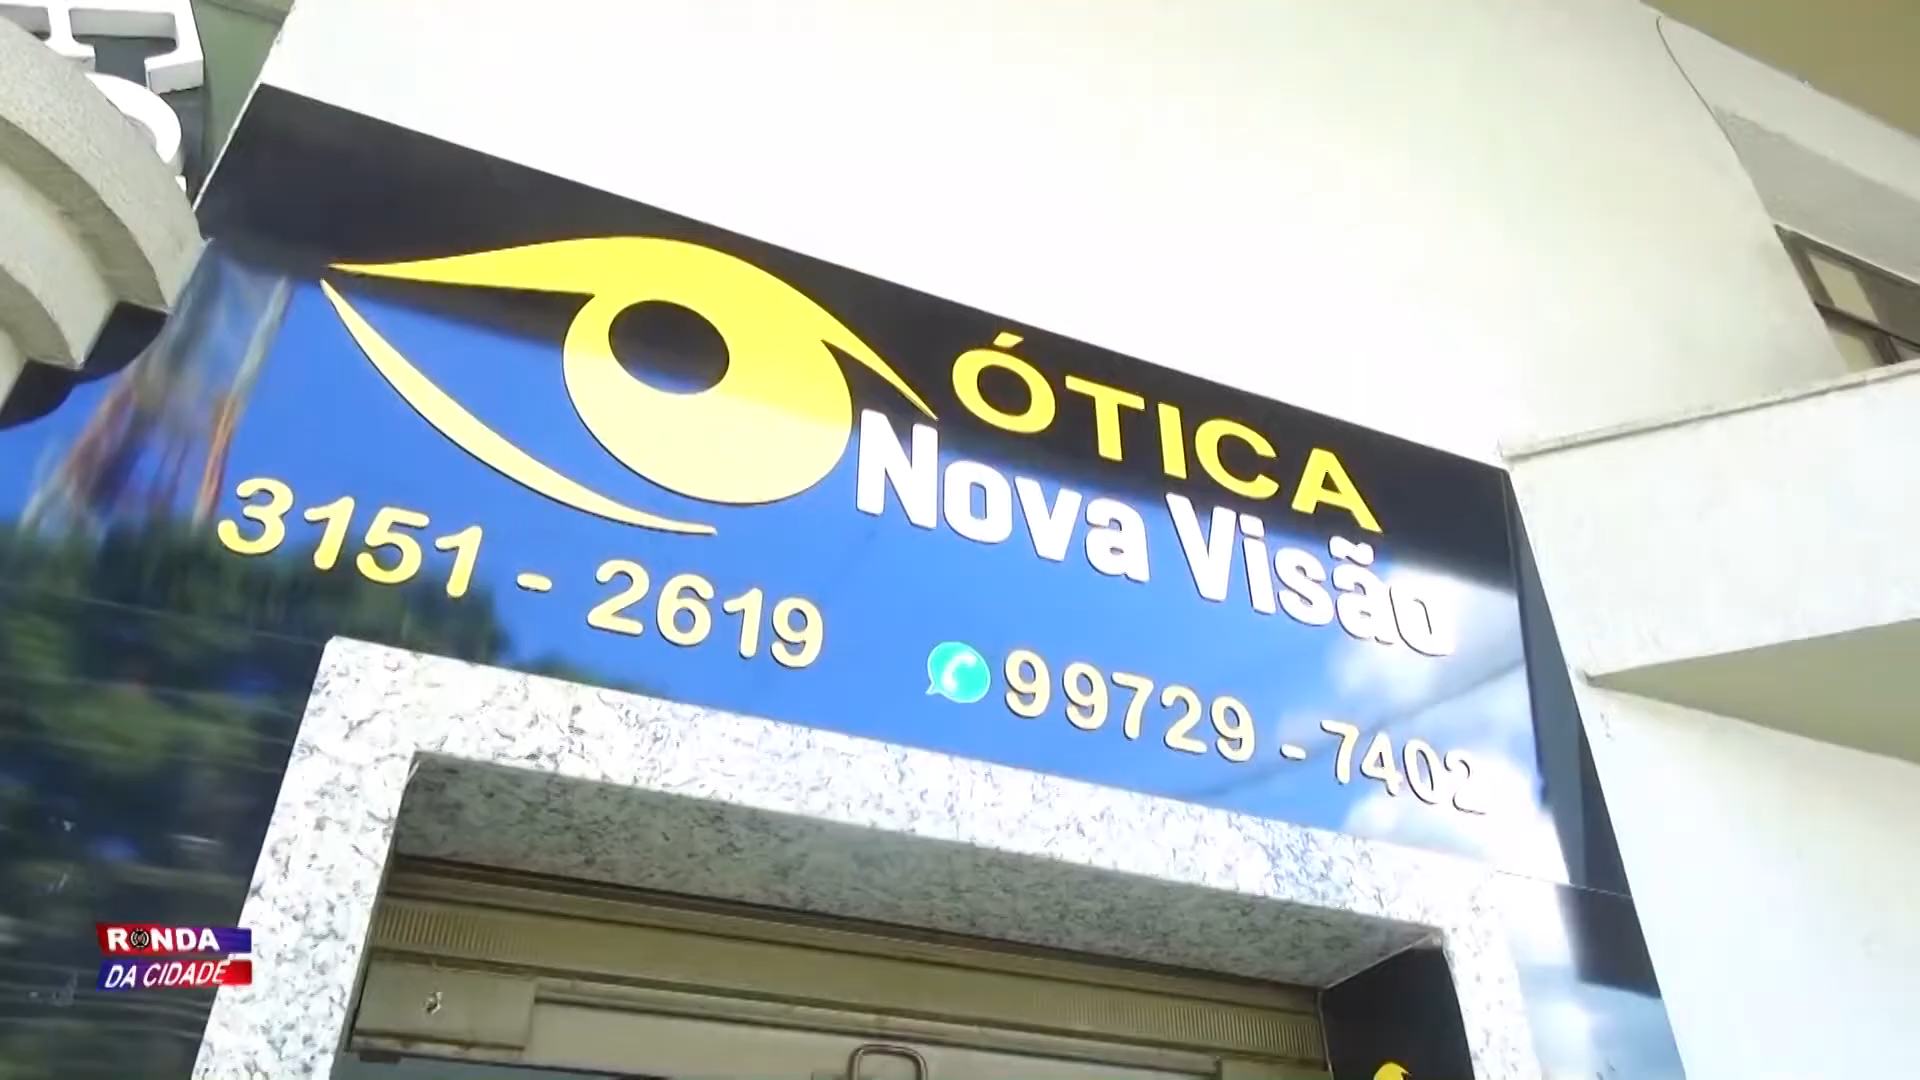 ÓTICA
Nova Visão
3151 - 2619
99729 - 7402
RONDA
DA CIDADE